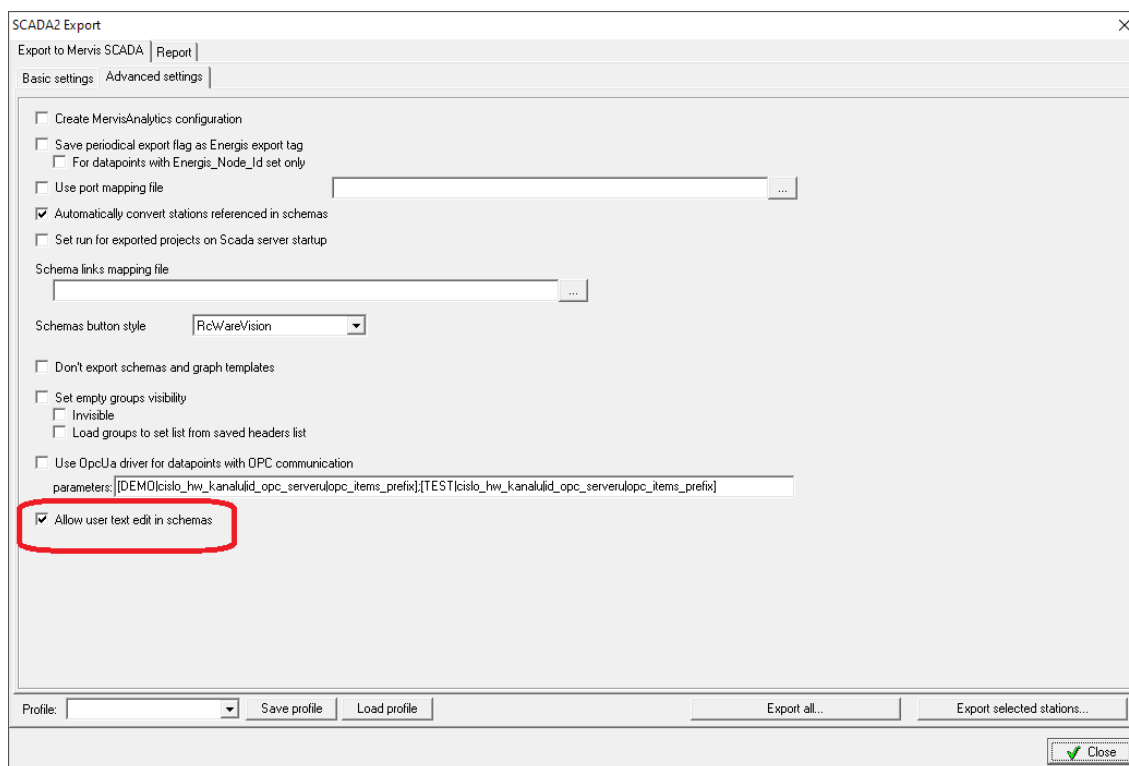 SCADA2 Export
Export to Mervis SCADA Report
Basic settings Advanced settings
Create MervisAnalytics configuration
Save periodical export flag as Energis export tag
For datapoints with Energis_Node_Id set only
Use port mapping file ...
Automatically convert stations referenced in schemas
Set run for exported projects on Scada server startup
Schema links mapping file
...
Schemas button style RcWareVision
Don't export schemas and graph templates
Set empty groups visibility
Invisible
Load groups to set list from saved headers list
Use OpcUa driver for datapoints with OPC communication
parameters: [DEMO|cislo_hw_kanalu|id_opc_serveru|opc_items_prefix];[TEST|cislo_hw_kanalu|id_opc_serveru|opc_items_prefix]
Allow user text edit in schemas
Profile: Save profile Load profile Export all... Export selected stations...
Close